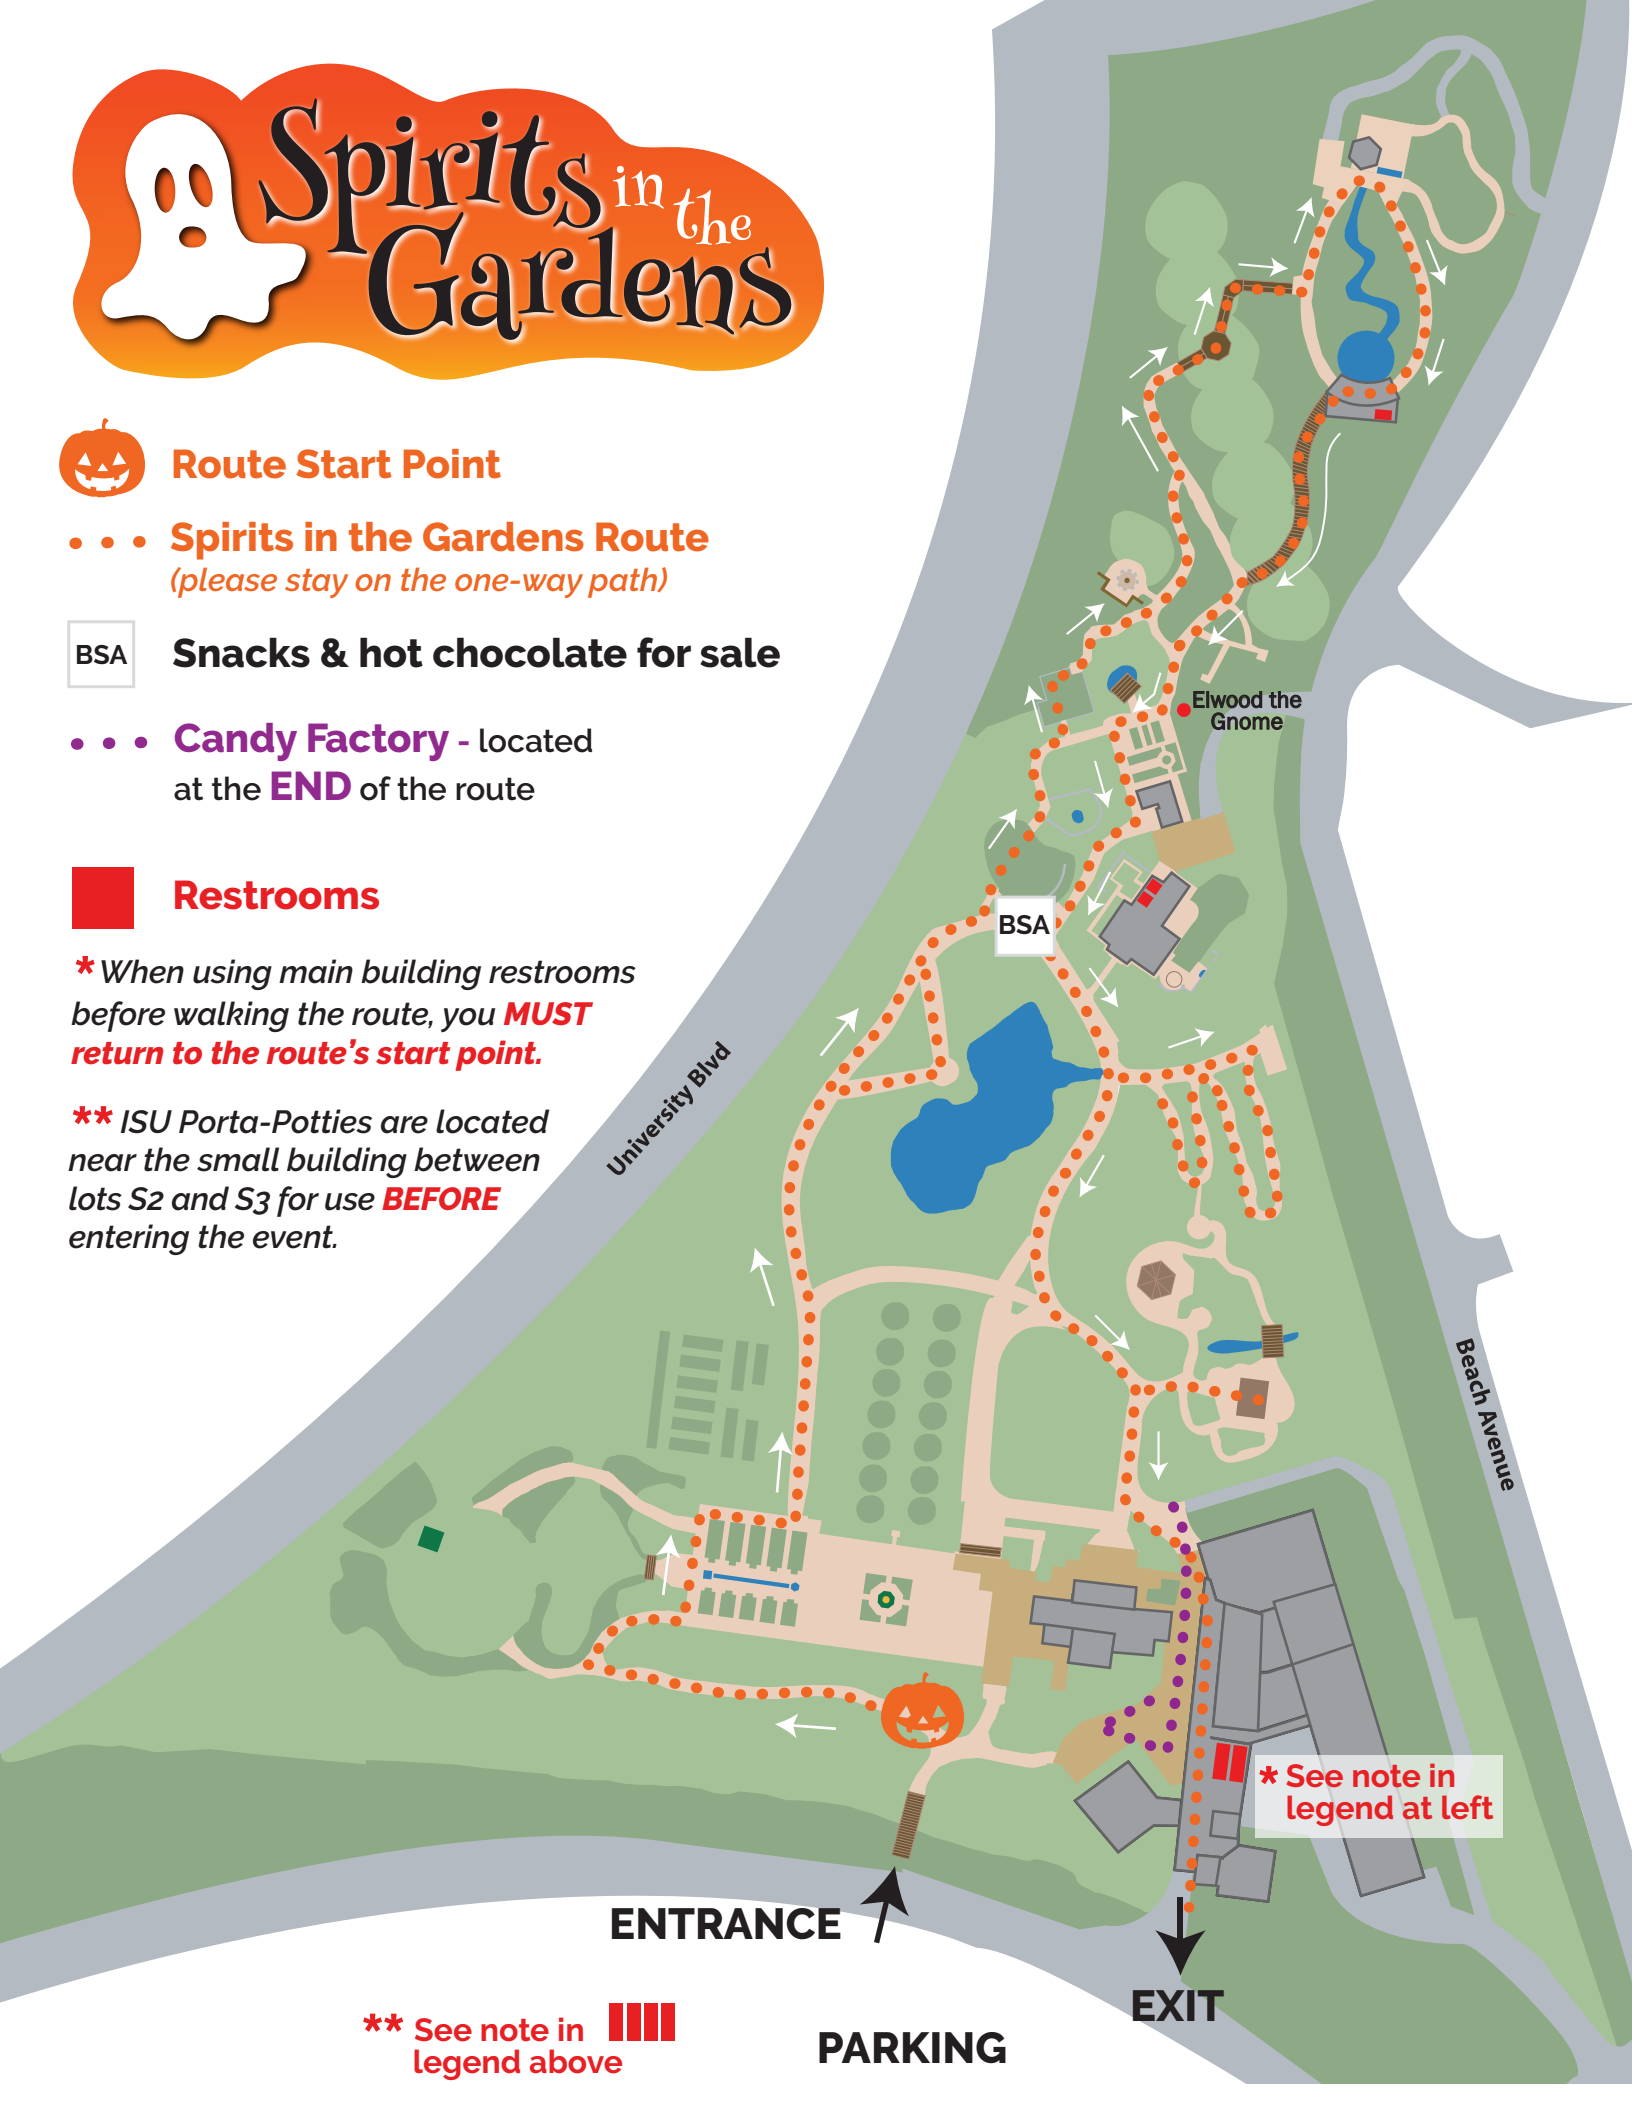 Spirits in the
Gardens
Route Start Point
Spirits in the Gardens Route
(please stay on the one-way path)
BSA
Snacks & hot chocolate for sale
Candy Factory - located
at the END of the route
Restrooms
*When using main building restrooms
before walking the route, you MUST
return to the route's start point.
** ISU Porta-Potties are located
near the small building between
lots S2 and S3 for use BEFORE
entering the event.
Elwood the
Gnome
BSA
University Blvd
Beach Avenue
* See note in
legend at left
ENTRANCE
EXIT
** See note in
legend above
PARKING